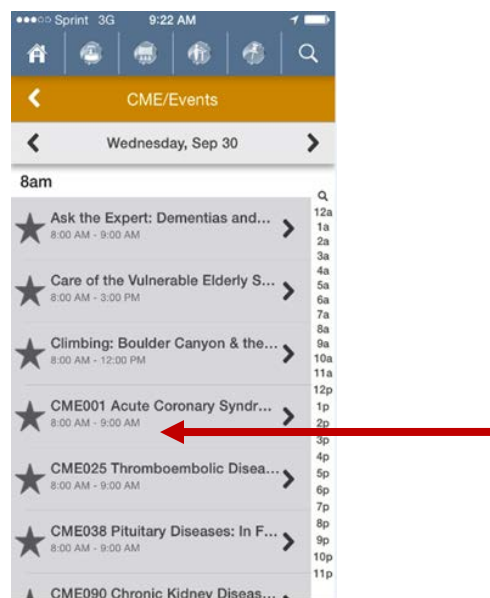 Sprint 3G 9:22 AM
CME/Events
Wednesday, Sep 30
8am
Ask the Expert: Dementias and...
8:00 AM - 9:00 AM
Care of the Vulnerable Elderly S...
8:00 AM - 3:00 PM
Climbing: Boulder Canyon & the...
8:00 AM - 12:00 PM
CME001 Acute Coronary Syndr...
8:00 AM - 9:00 AM
CME025 Thromboembolic Disea...
8:00 AM - 9:00 AM
CME038 Pituitary Diseases: In F...
8:00 AM - 9:00 AM
CME090 Chronic Kidney Diseas...
12a
1a
2a
3a
4a
5a
6a
7a
8a
9a
10a
11a
12p
1p
2p
3p
4p
5p
6p
7p
8p
9p
10p
11p